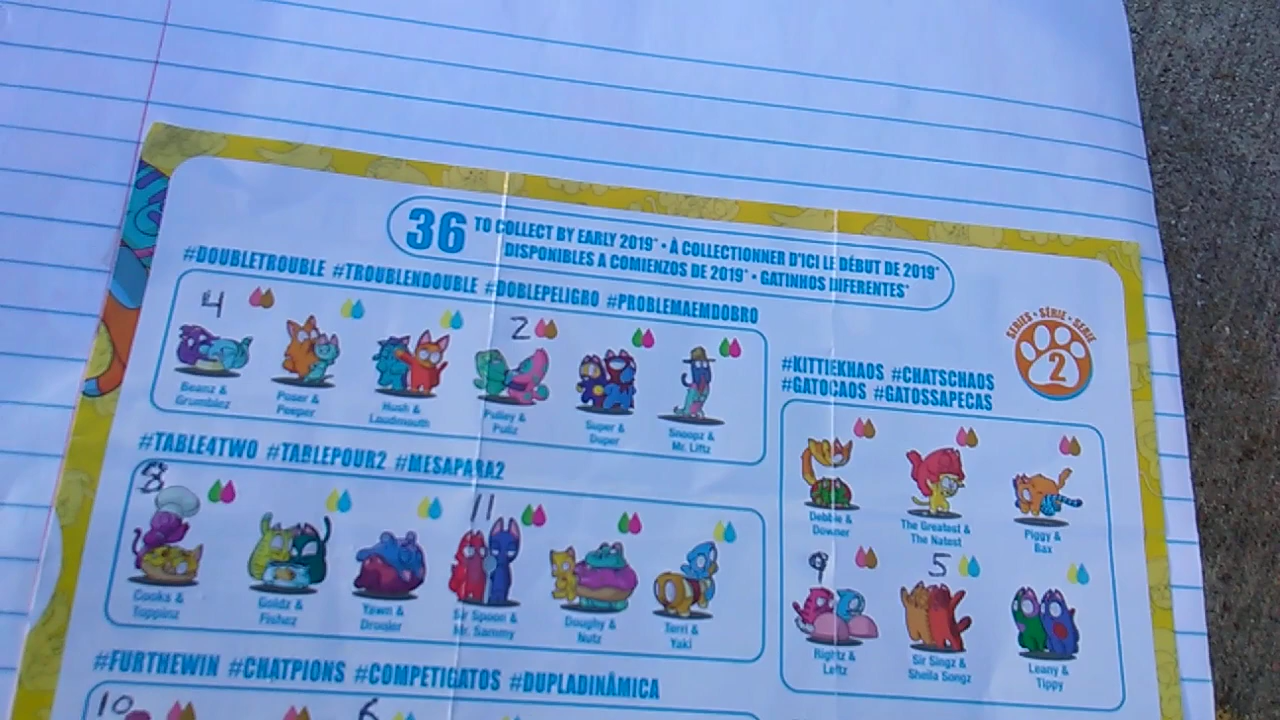 36 TO COLLECT BY EARLY 2019* • À COLLECTIONNER D'ICI LE DÉBUT DE 2019*
DISPONIBLES A COMIENZOS DE 2019* • GATINHOS DIFERENTES*
#DOUBLETROUBLE #TROUBLENDOUBLE #DOBLEPELIGRO #PROBLEMAEMDOBRO
4
2
Beanz &
Grumblez
Poser &
Peeper
Hush &
Loudmouth
Pulley &
Pullz
Super &
Duper
Snoopz &
Mr. Liftz
SERIES • SÉRIE • SERIE
2
#KITTIEKHAOS #CHATSCHAOS
#GATOCAOS #GATOSSAPECAS
Debbie &
Downer
The Greatest &
The Natest
Piggy &
Bax
9
5
Rightz &
Leftz
Sir Singz &
Sheila Songz
Leany &
Tippy
#TABLE4TWO #TABLEPOUR2 #MESAPARA2
8
11
Cooks &
Toppinz
Goldz &
Fishez
Yawn &
Drooler
Sir Spoon &
Mr. Sammy
Doughy &
Nutz
Terri &
Yaki
#FURTHEWIN #CHATPIONS #COMPETIGATOS #DUPLADINÂMICA
10
6